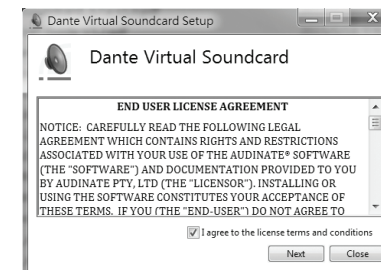 Dante Virtual Soundcard Setup
Dante Virtual Soundcard
END USER LICENSE AGREEMENT
NOTICE: CAREFULLY READ THE FOLLOWING LEGAL
AGREEMENT WHICH CONTAINS RIGHTS AND RESTRICTIONS
ASSOCIATED WITH YOUR USE OF THE AUDINATE® SOFTWARE
(THE "SOFTWARE") AND DOCUMENTATION PROVIDED TO YOU
BY AUDINATE PTY, LTD (THE "LICENSOR"). INSTALLING OR
USING THE SOFTWARE CONSTITUTES YOUR ACCEPTANCE OF
THESE TERMS. IF YOU (THE "END-USER") DO NOT AGREE TO
I agree to the license terms and conditions
Next Close